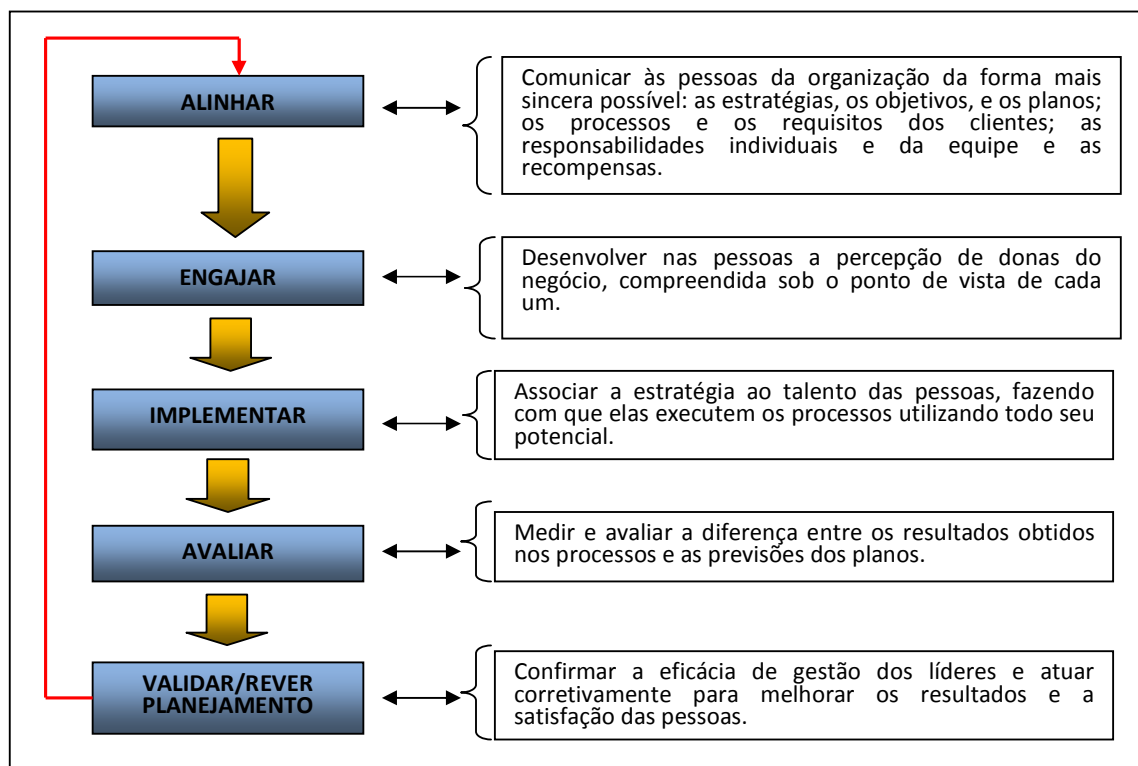 ALINHAR
Comunicar às pessoas da organização da forma mais
sincera possível: as estratégias, os objetivos, e os planos;
os processos e os requisitos dos clientes; as
responsabilidades individuais e da equipe e as
recompensas.
ENGAJAR
Desenvolver nas pessoas a percepção de donas do
negócio, compreendida sob o ponto de vista de cada
um.
IMPLEMENTAR
Associar a estratégia ao talento das pessoas, fazendo
com que elas executem os processos utilizando todo seu
potencial.
AVALIAR
Medir e avaliar a diferença entre os resultados obtidos
nos processos e as previsões dos planos.
VALIDAR/REVER
PLANEJAMENTO
Confirmar a eficácia de gestão dos líderes e atuar
corretivamente para melhorar os resultados e a
satisfação das pessoas.